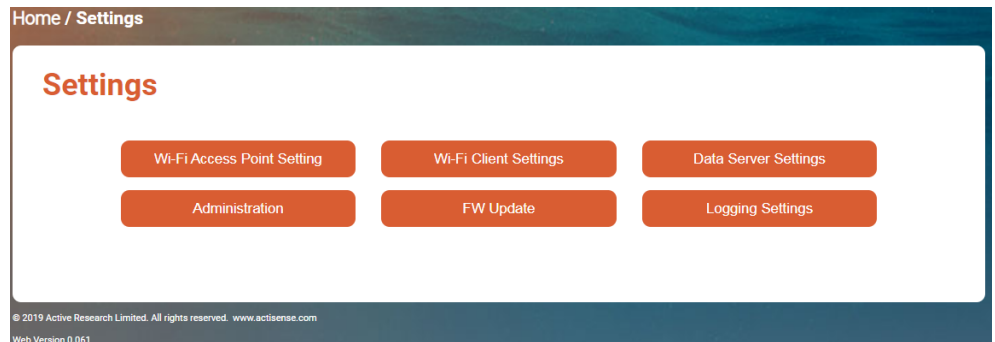 Home / Settings
Settings
Wi-Fi Access Point Setting
Wi-Fi Client Settings
Data Server Settings
Administration
FW Update
Logging Settings
© 2019 Active Research Limited. All rights reserved. www.actisense.com
Web Version 0.061